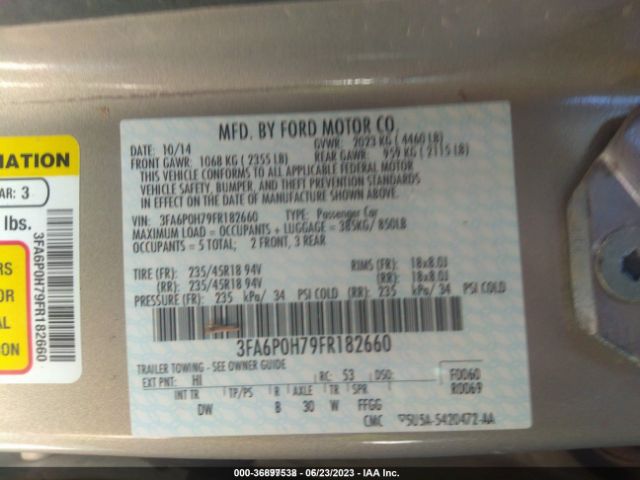 MATION
AR: 3
lbs.
RS
OR
A
ION
3FA6P0H79FR182660
MFD. BY FORD MOTOR CO.
DATE: 10/14 GVWR: 2023 KG ( 4460 LB)
FRONT GAWR: 1068 KG ( 2355 LB) REAR GAWR: 959 KG ( 2115 LB)
THIS VEHICLE CONFORMS TO ALL APPLICABLE FEDERAL MOTOR
VEHICLE SAFETY, BUMPER, AND THEFT PREVENTION STANDARDS
IN EFFECT ON THE DATE OF MANUFACTURE SHOWN ABOVE.
VIN: 3FA6P0H79FR182660 TYPE: Passenger Car
MAXIMUM LOAD = OCCUPANTS + LUGGAGE = 385KG/ 850LB
OCCUPANTS = 5 TOTAL; 2 FRONT, 3 REAR
TIRE (FR): 235/45R18 94V RIMS (FR): 18x8.0J
(RR): 235/45R18 94V (RR): 18x8.0J
PRESSURE (FR): 235 kPa/ 34 PSI COLD (RR): 235 kPa/ 34 PSI COLD
3FA6P0H79FR182660
TRAILER TOWING - SEE OWNER GUIDE
EXT PNT: HI RC: 53 DSO: F0060
R0069
INT TR TP/PS R AXLE TR SPR
DW B 30 W FFGG
CMC 5U5A-5420472-AA
000-36897538 - 06/23/2023 - IAA Inc.